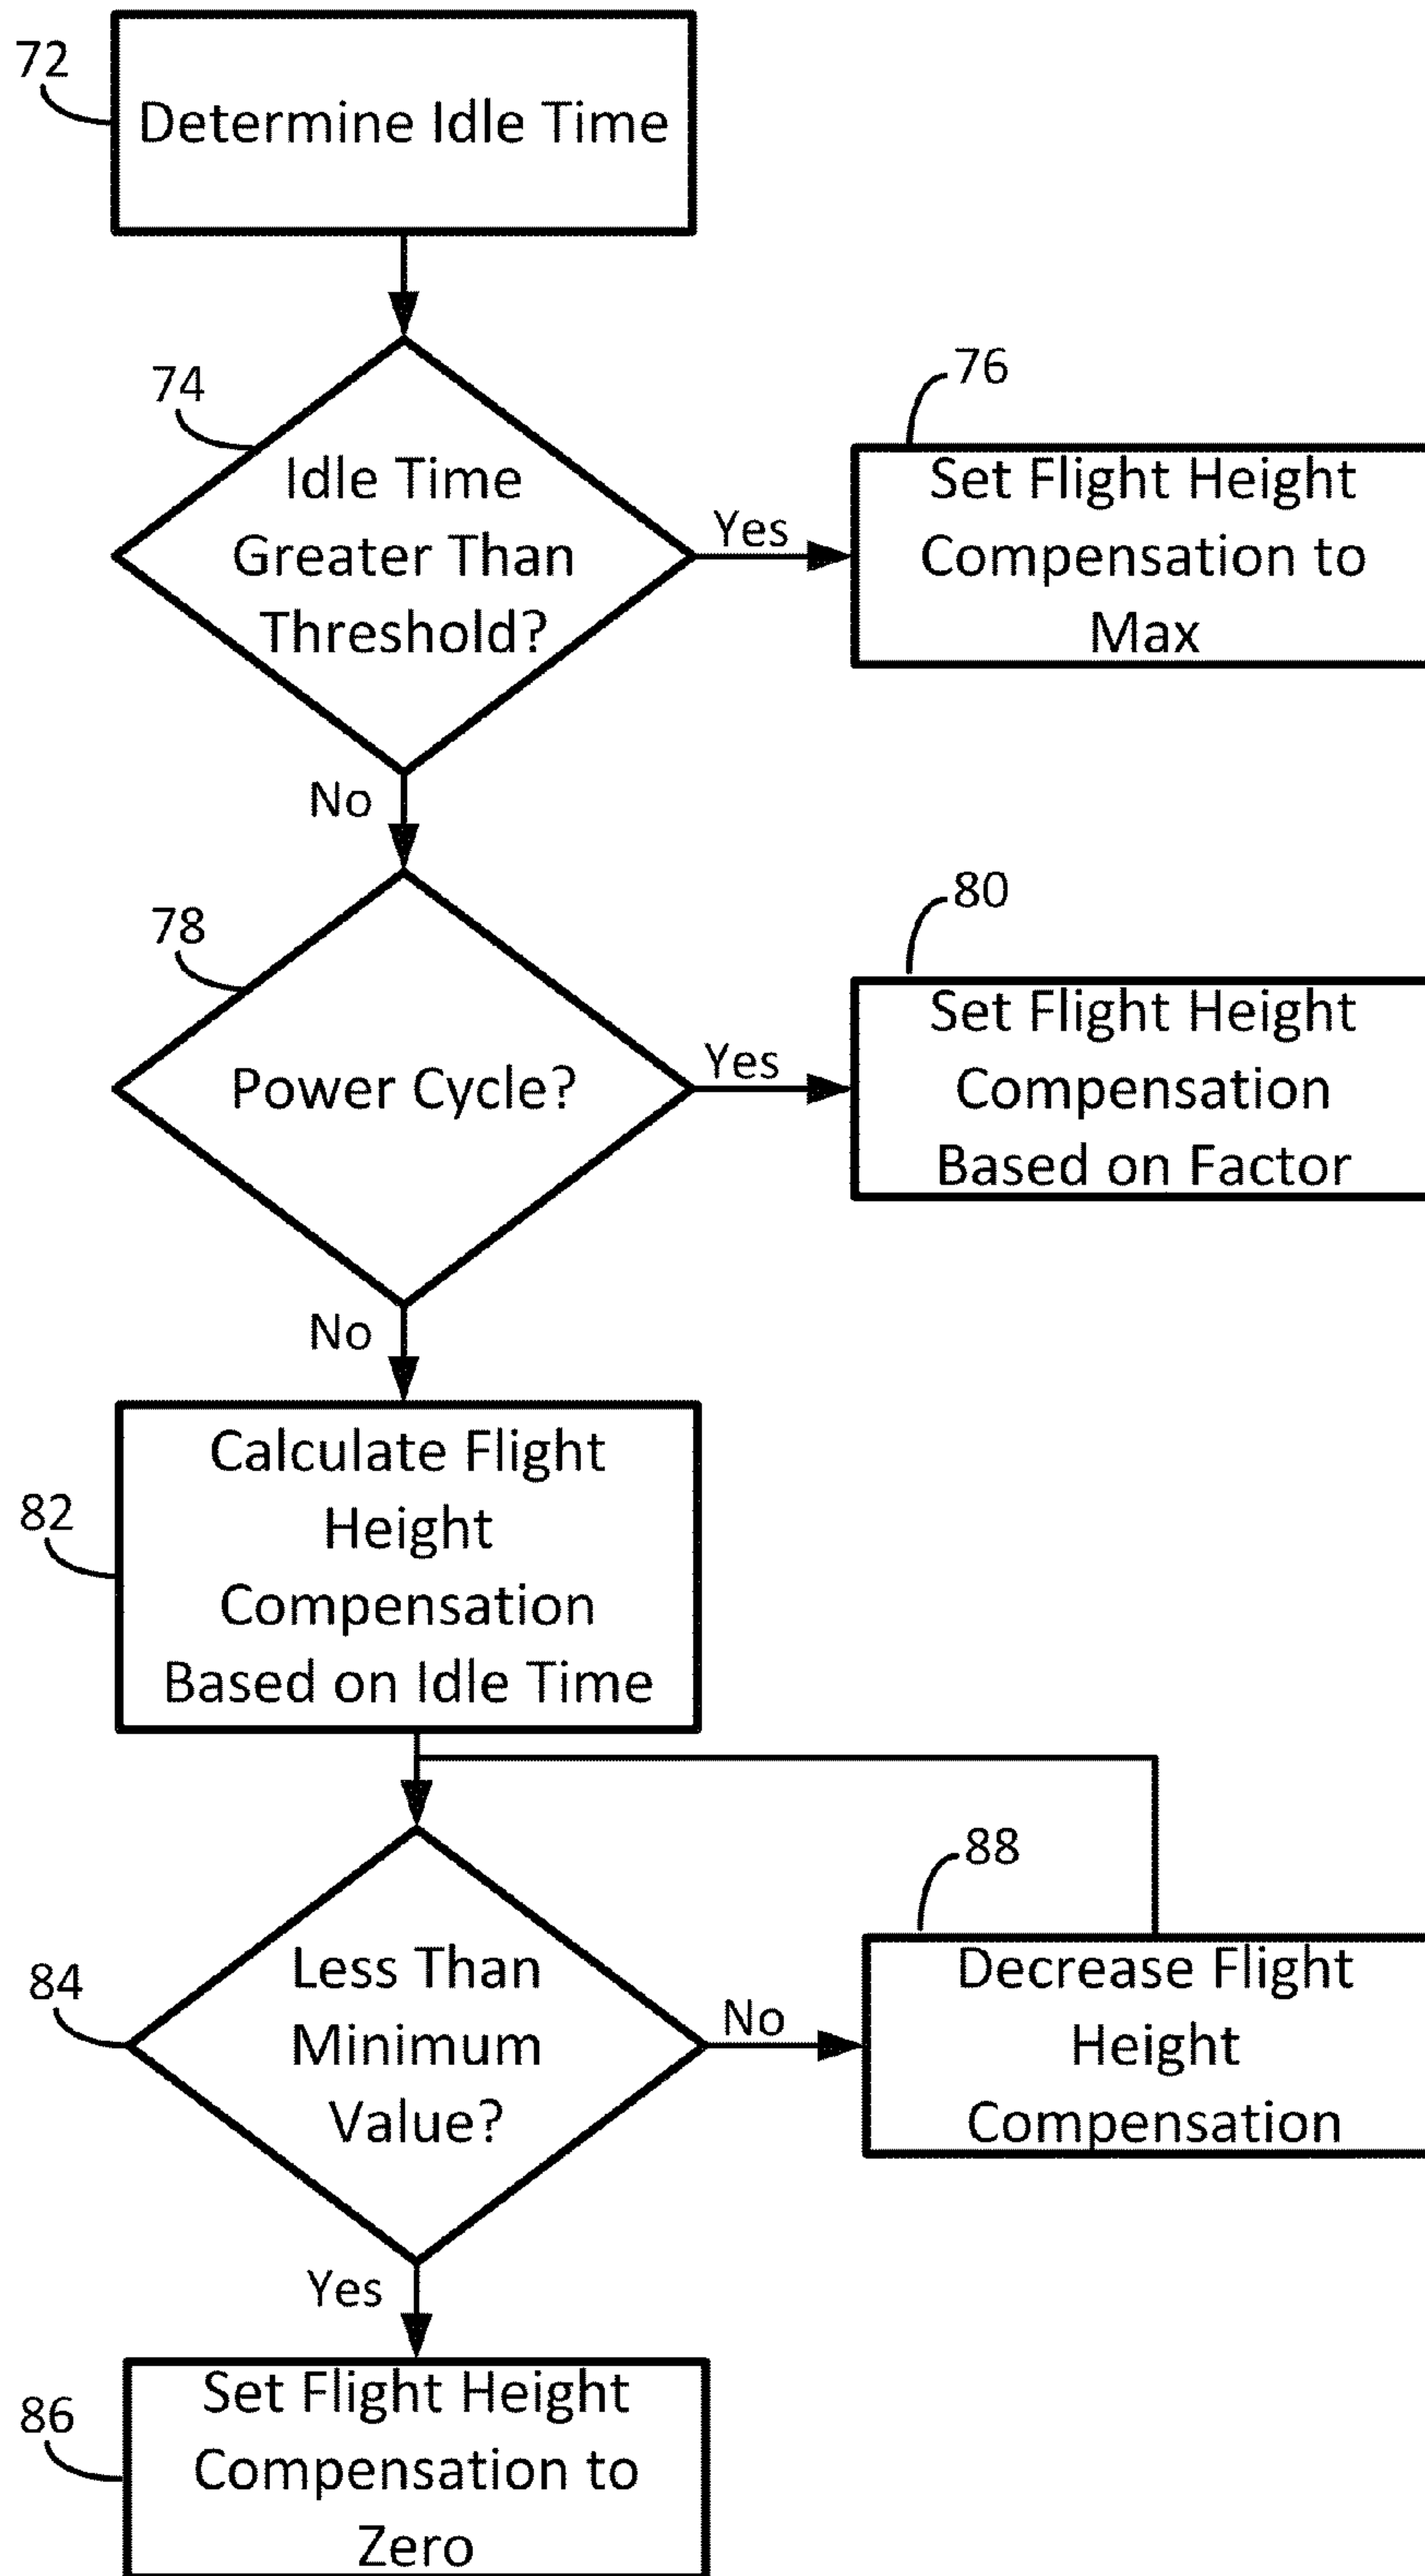 72
Determine Idle Time
74
Idle Time
Greater Than
Threshold?
Yes
76
Set Flight Height
Compensation to
Max
No
78
Power Cycle?
Yes
80
Set Flight Height
Compensation
Based on Factor
No
82
Calculate Flight
Height
Compensation
Based on Idle Time
84
Less Than
Minimum
Value?
No
88
Decrease Flight
Height
Compensation
Yes
86
Set Flight Height
Compensation to
Zero